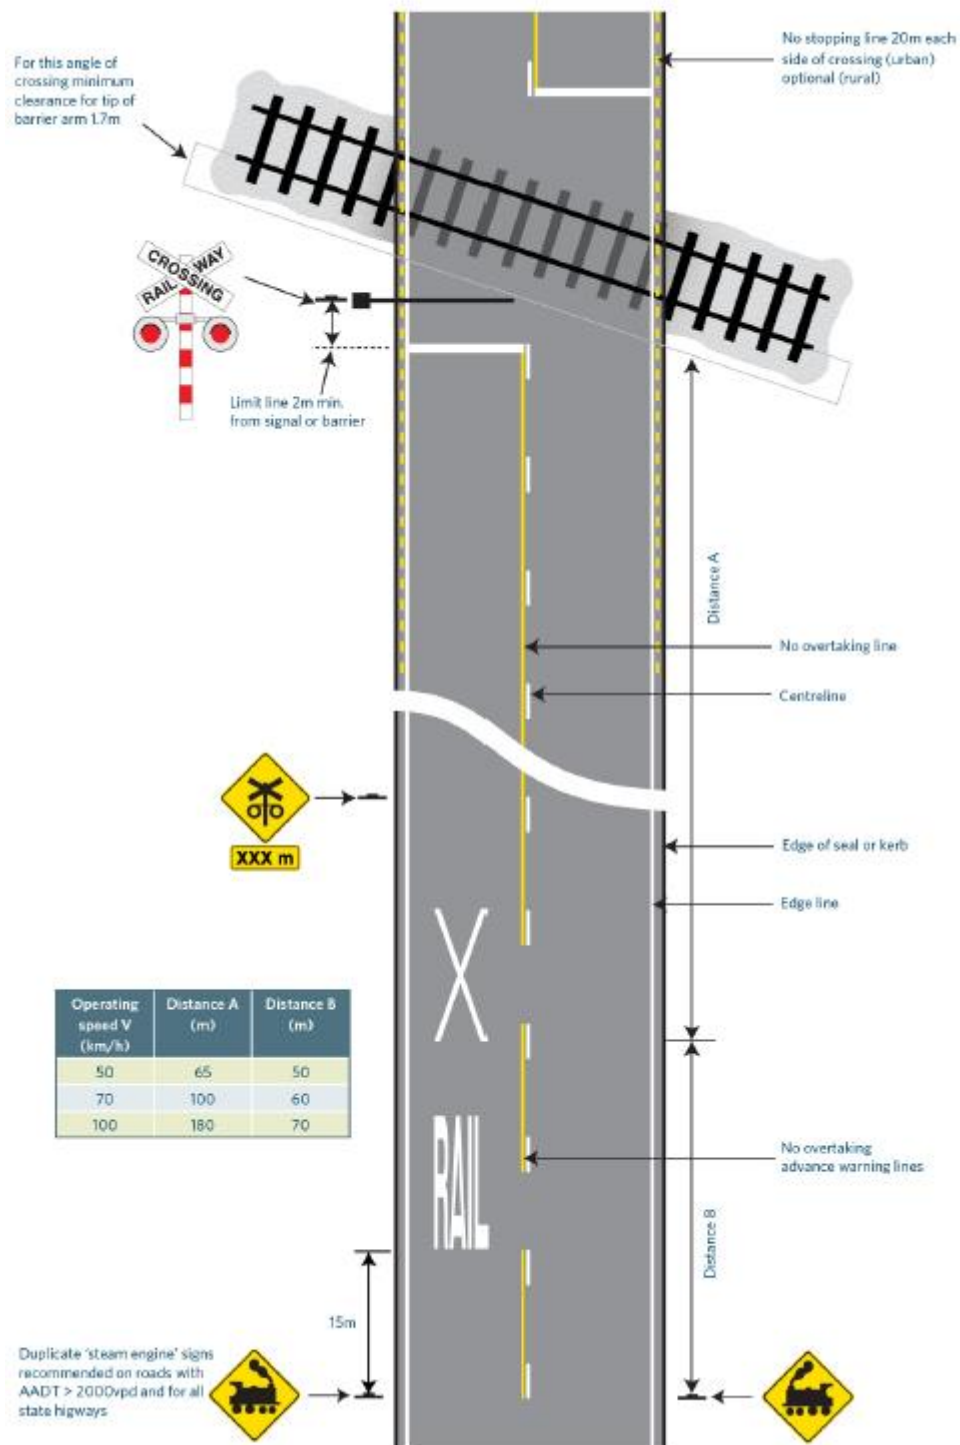 No stopping line 20m each
side of crossing (urban)
optional (rural)
For this angle of
crossing minimum
clearance for tip of
barrier arm 1.7m
CROSSING
RAILWAY
Limit line 2m min.
from signal or barrier
Distance A
No overtaking line
Centreline
XXX m
Edge of seal or kerb
Edge line
X
Operating speed V (km/h) Distance A (m) Distance B (m)
50 65 50
70 100 60
100 180 70
RAIL
No overtaking
advance warning lines
Distance B
15m
Duplicate 'steam engine' signs
recommended on roads with
AADT > 2000vpd and for all
state higways